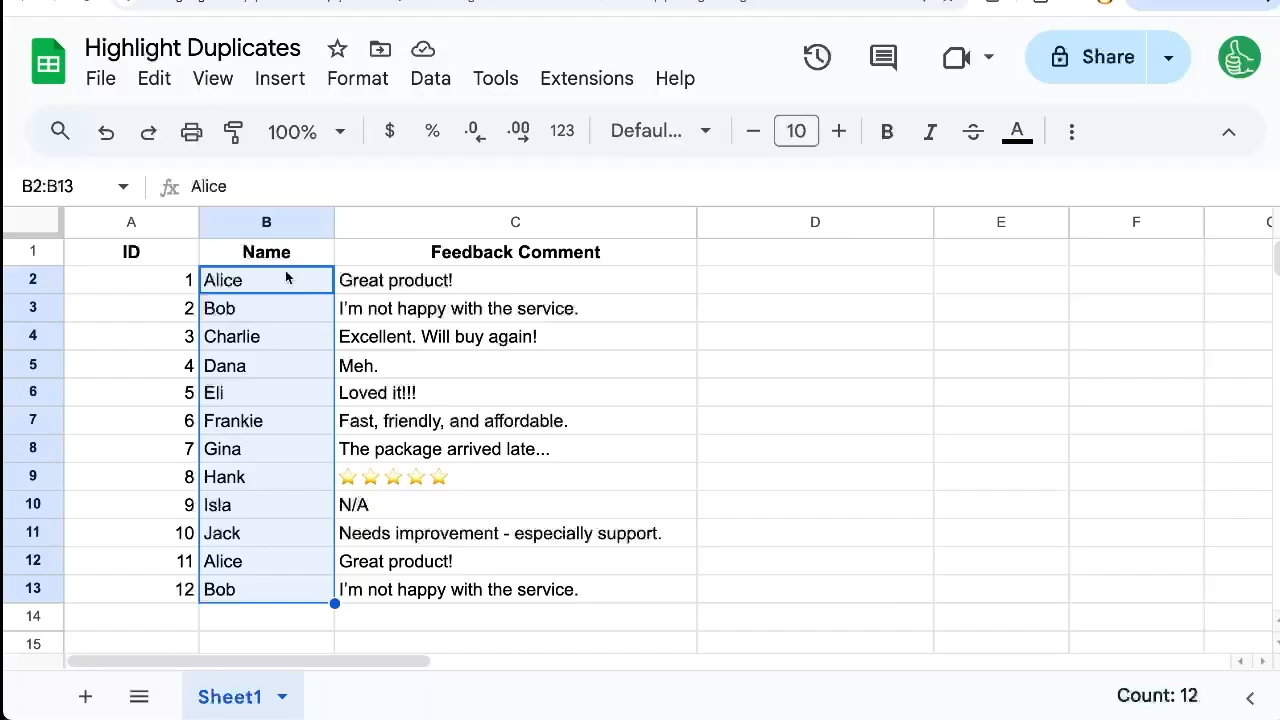 Highlight Duplicates
File Edit View Insert Format Data Tools Extensions Help
Share
100% $ % .0 .00 123 Defaul... 10 B I S A
B2:B13 fx Alice
A B C D E F
1 ID Name Feedback Comment
2 1 Alice Great product!
3 2 Bob I'm not happy with the service.
4 3 Charlie Excellent. Will buy again!
5 4 Dana Meh.
6 5 Eli Loved it!!!
7 6 Frankie Fast, friendly, and affordable.
8 7 Gina The package arrived late...
9 8 Hank ⭐⭐⭐⭐⭐
10 9 Isla N/A
11 10 Jack Needs improvement - especially support.
12 11 Alice Great product!
13 12 Bob I'm not happy with the service.
14
15
Sheet1 Count: 12